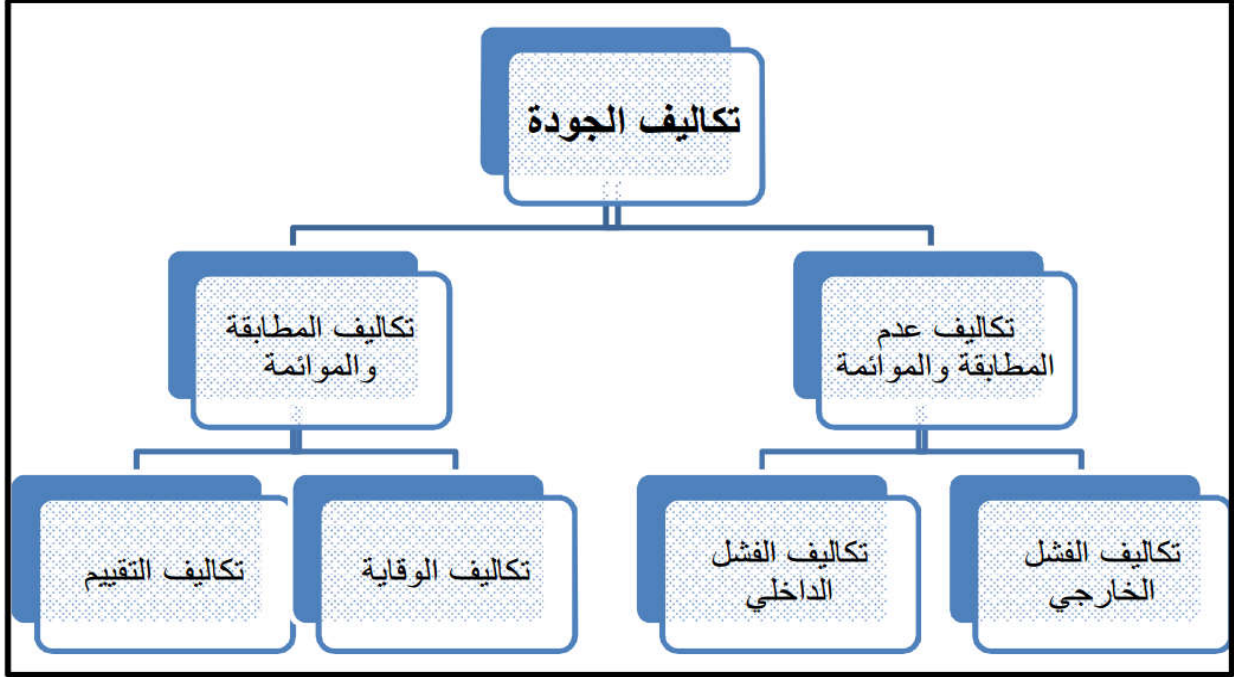 تكاليف الجودة
تكاليف عدم
المطابقة والموائمة
تكاليف المطابقة
والموائمة
تكاليف الفشل
الخارجي
تكاليف الفشل
الداخلي
تكاليف الوقاية
تكاليف التقييم